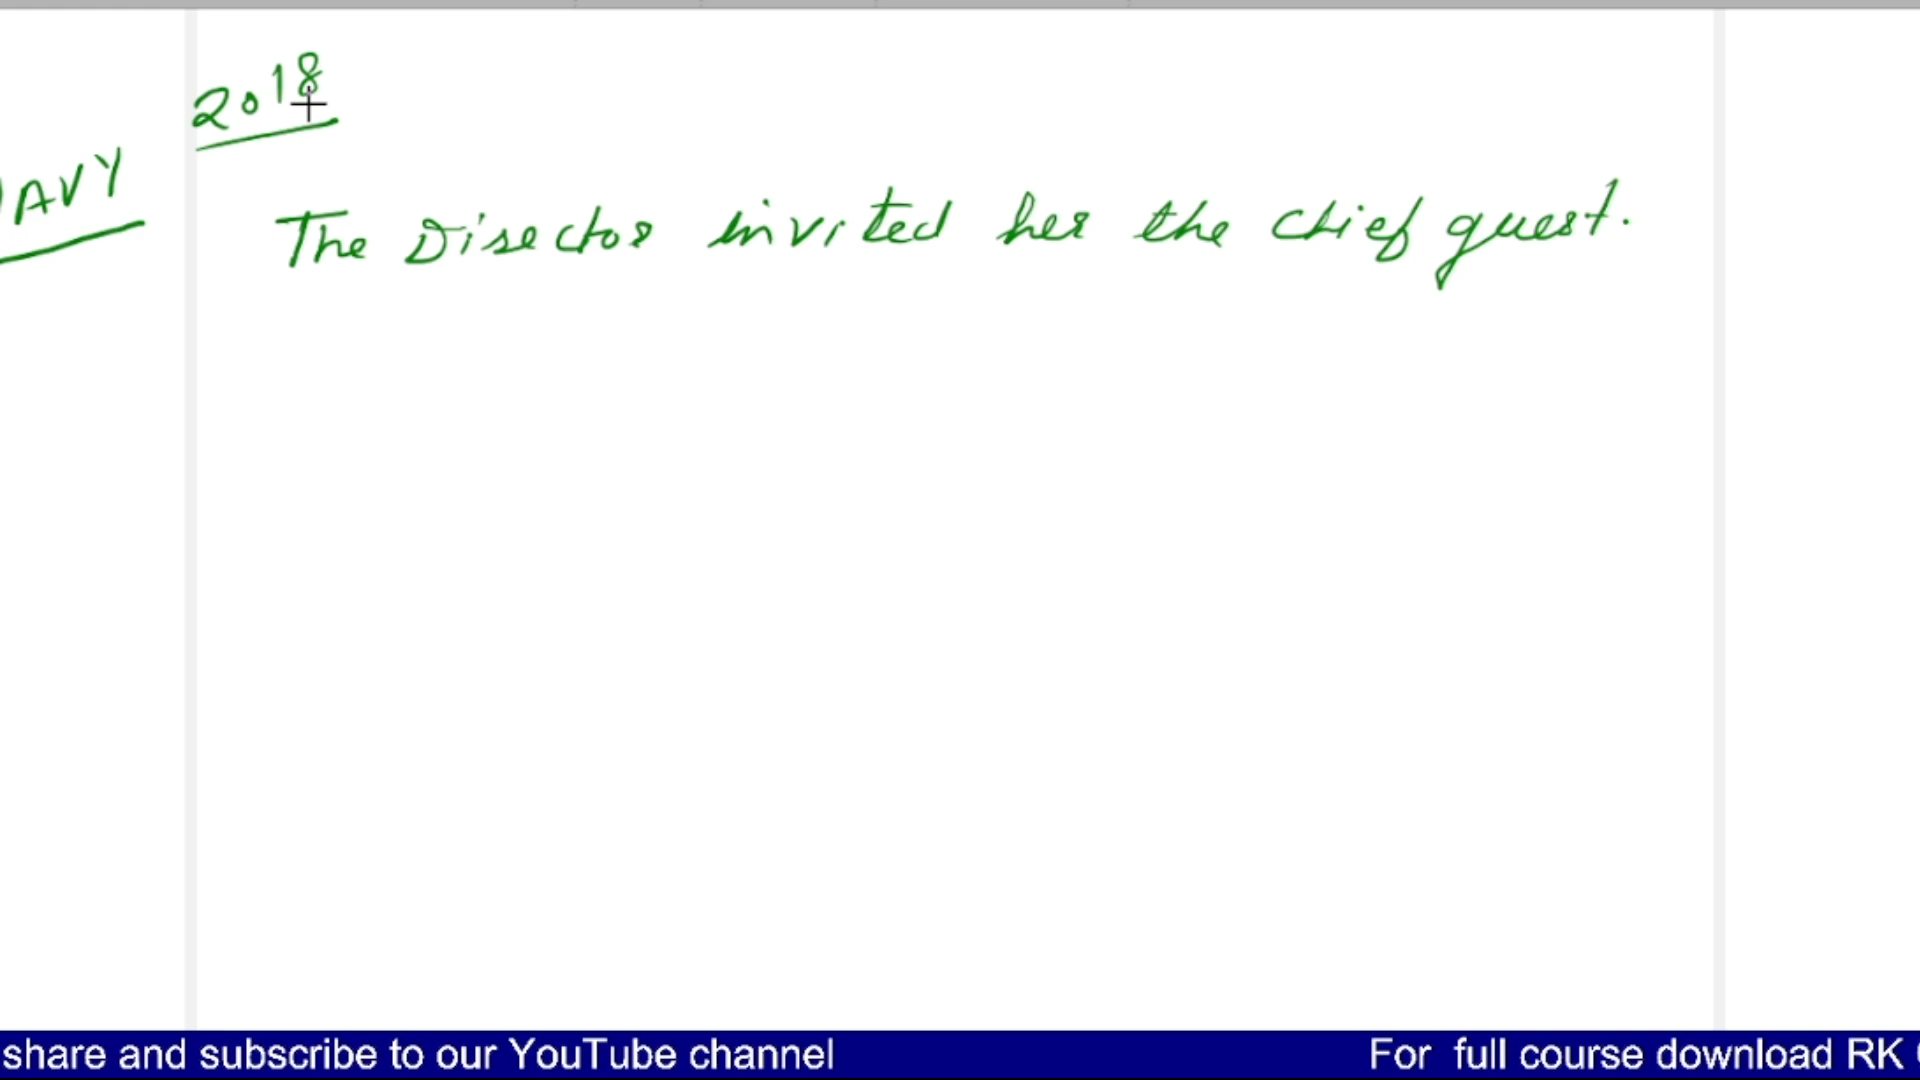 2018
AVY
The Director invited her the chief guest.
share and subscribe to our YouTube channel
For full course download RK